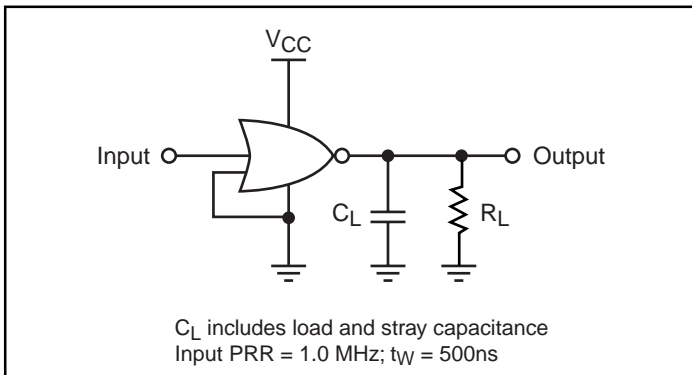 VCC
Input
Output
CL
RL
CL includes load and stray capacitance
Input PRR = 1.0 MHz; tW = 500ns